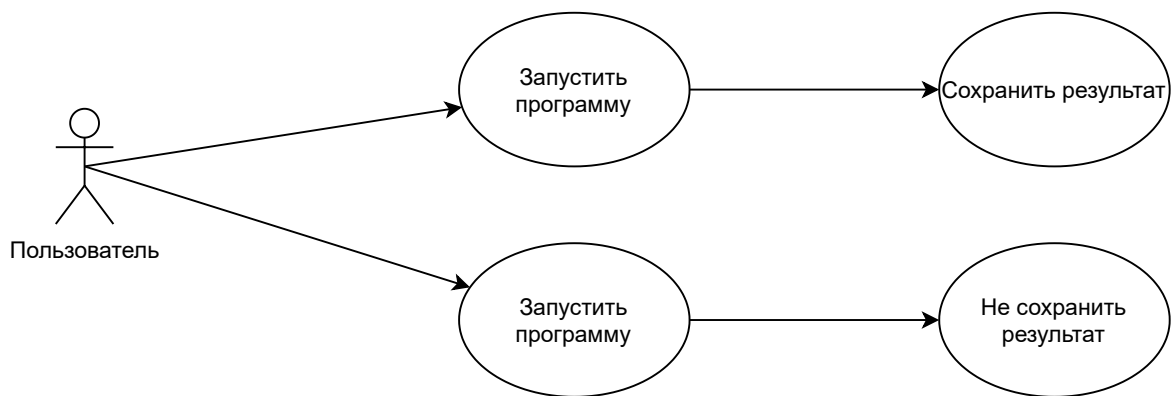 Запустить
программу
Сохранить результат
Пользователь
Запустить
программу
Не сохранить
результат